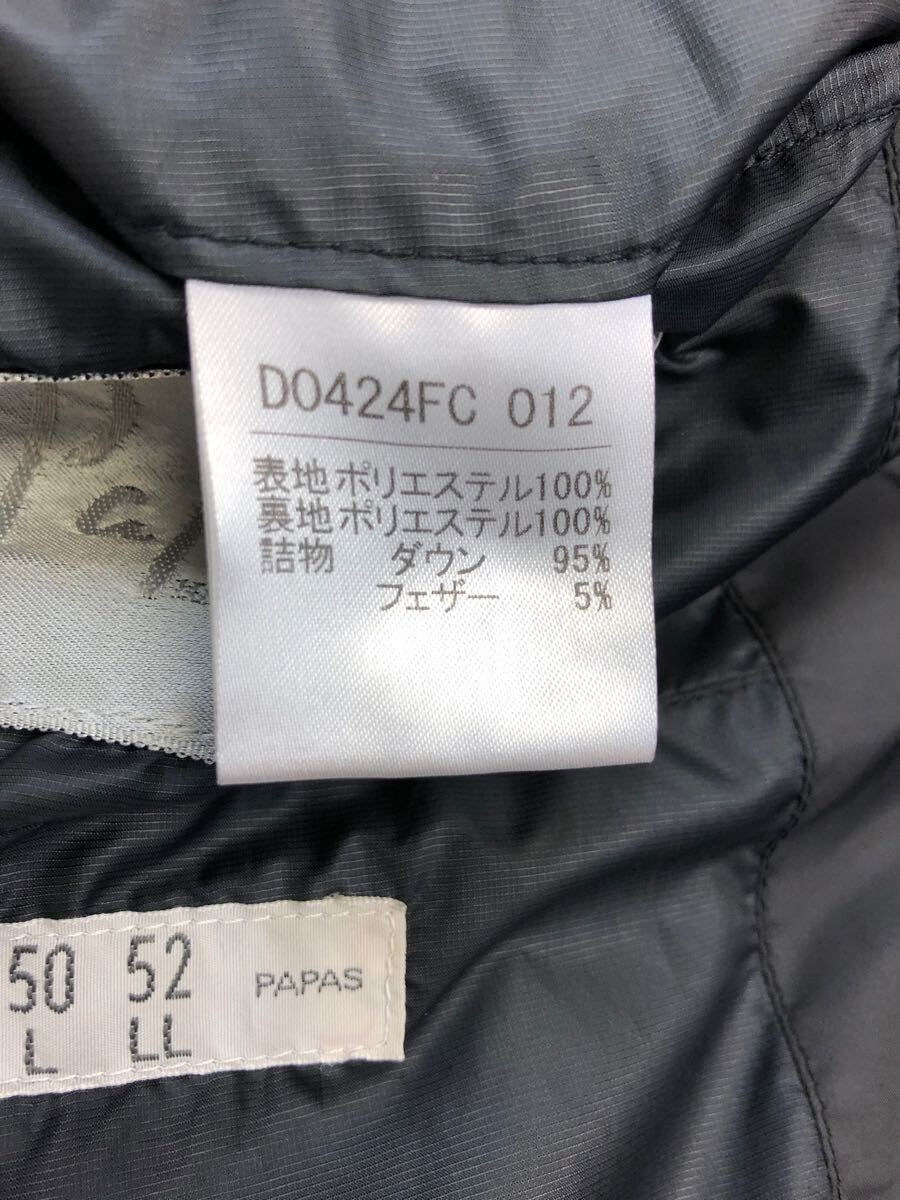 D0424FC 012
表地ポリエステル100%
裏地ポリエステル100%
詰物 ダウン 95%
フェザー 5%
50 52 PAPAS
L LL